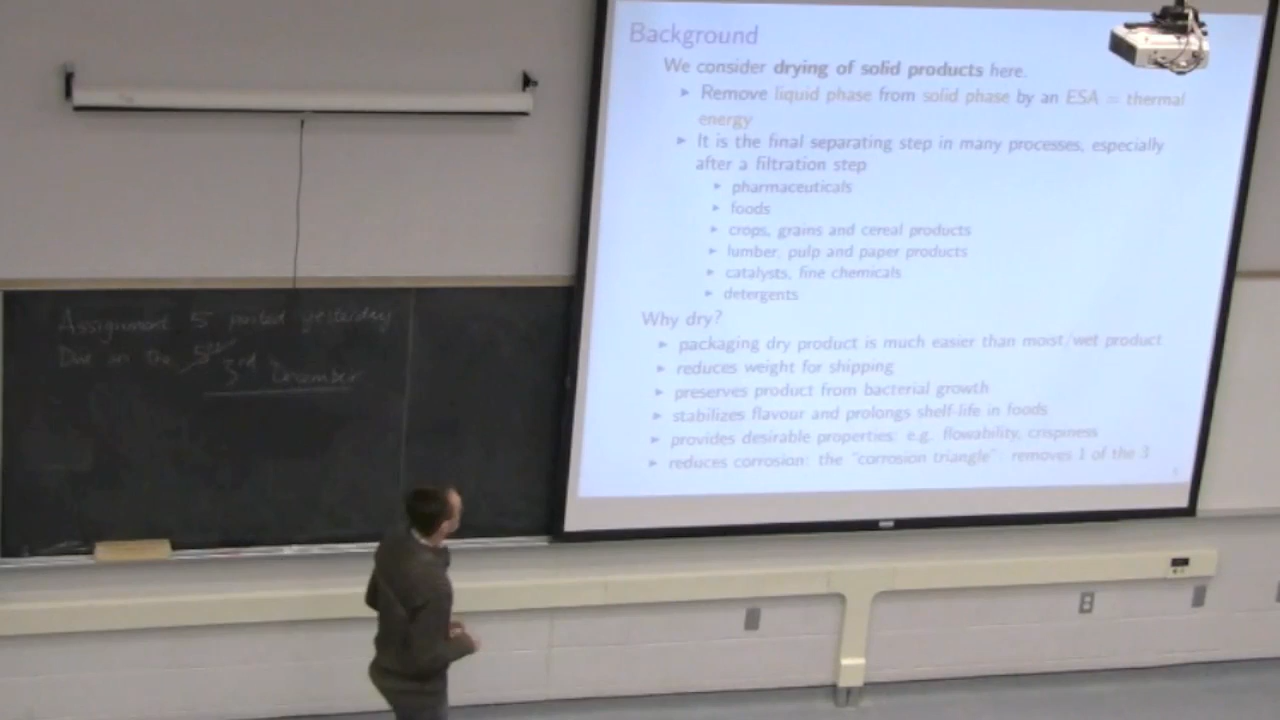 Assignment 5 posted yesterday
Due on the 5th
3rd December
Background
We consider drying of solid products here.
▶ Remove liquid phase from solid phase by an ESA = thermal
energy
▶ It is the final separating step in many processes, especially
after a filtration step
▶ pharmaceuticals
▶ foods
▶ crops, grains and cereal products
▶ lumber, pulp and paper products
▶ catalysts, fine chemicals
▶ detergents
Why dry?
▶ packaging dry product is much easier than moist/wet product
▶ reduces weight for shipping
▶ preserves product from bacterial growth
▶ stabilizes flavour and prolongs shelf-life in foods
▶ provides desirable properties: e.g. flowability, crispiness
▶ reduces corrosion: the "corrosion triangle": removes 1 of the 3